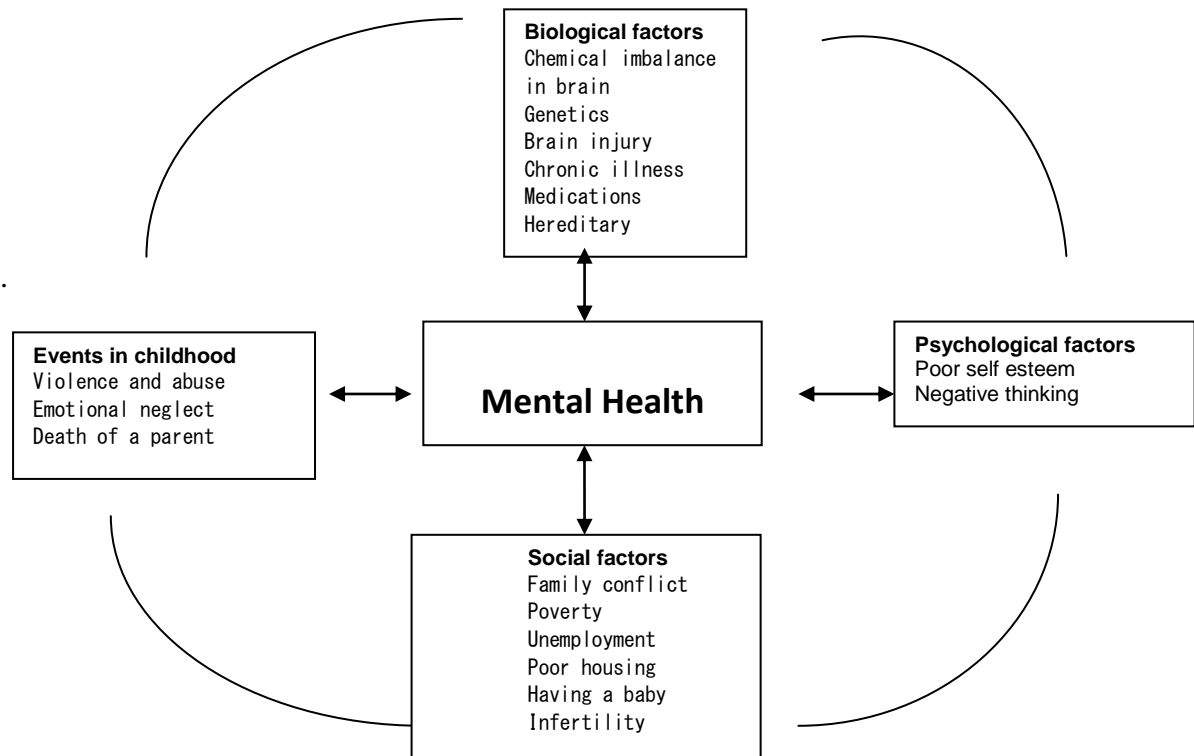 Biological factors
Chemical imbalance
in brain
Genetics
Brain injury
Chronic illness
Medications
Hereditary
.
Events in childhood
Violence and abuse
Emotional neglect
Death of a parent
Mental Health
Psychological factors
Poor self esteem
Negative thinking
Social factors
Family conflict
Poverty
Unemployment
Poor housing
Having a baby
Infertility